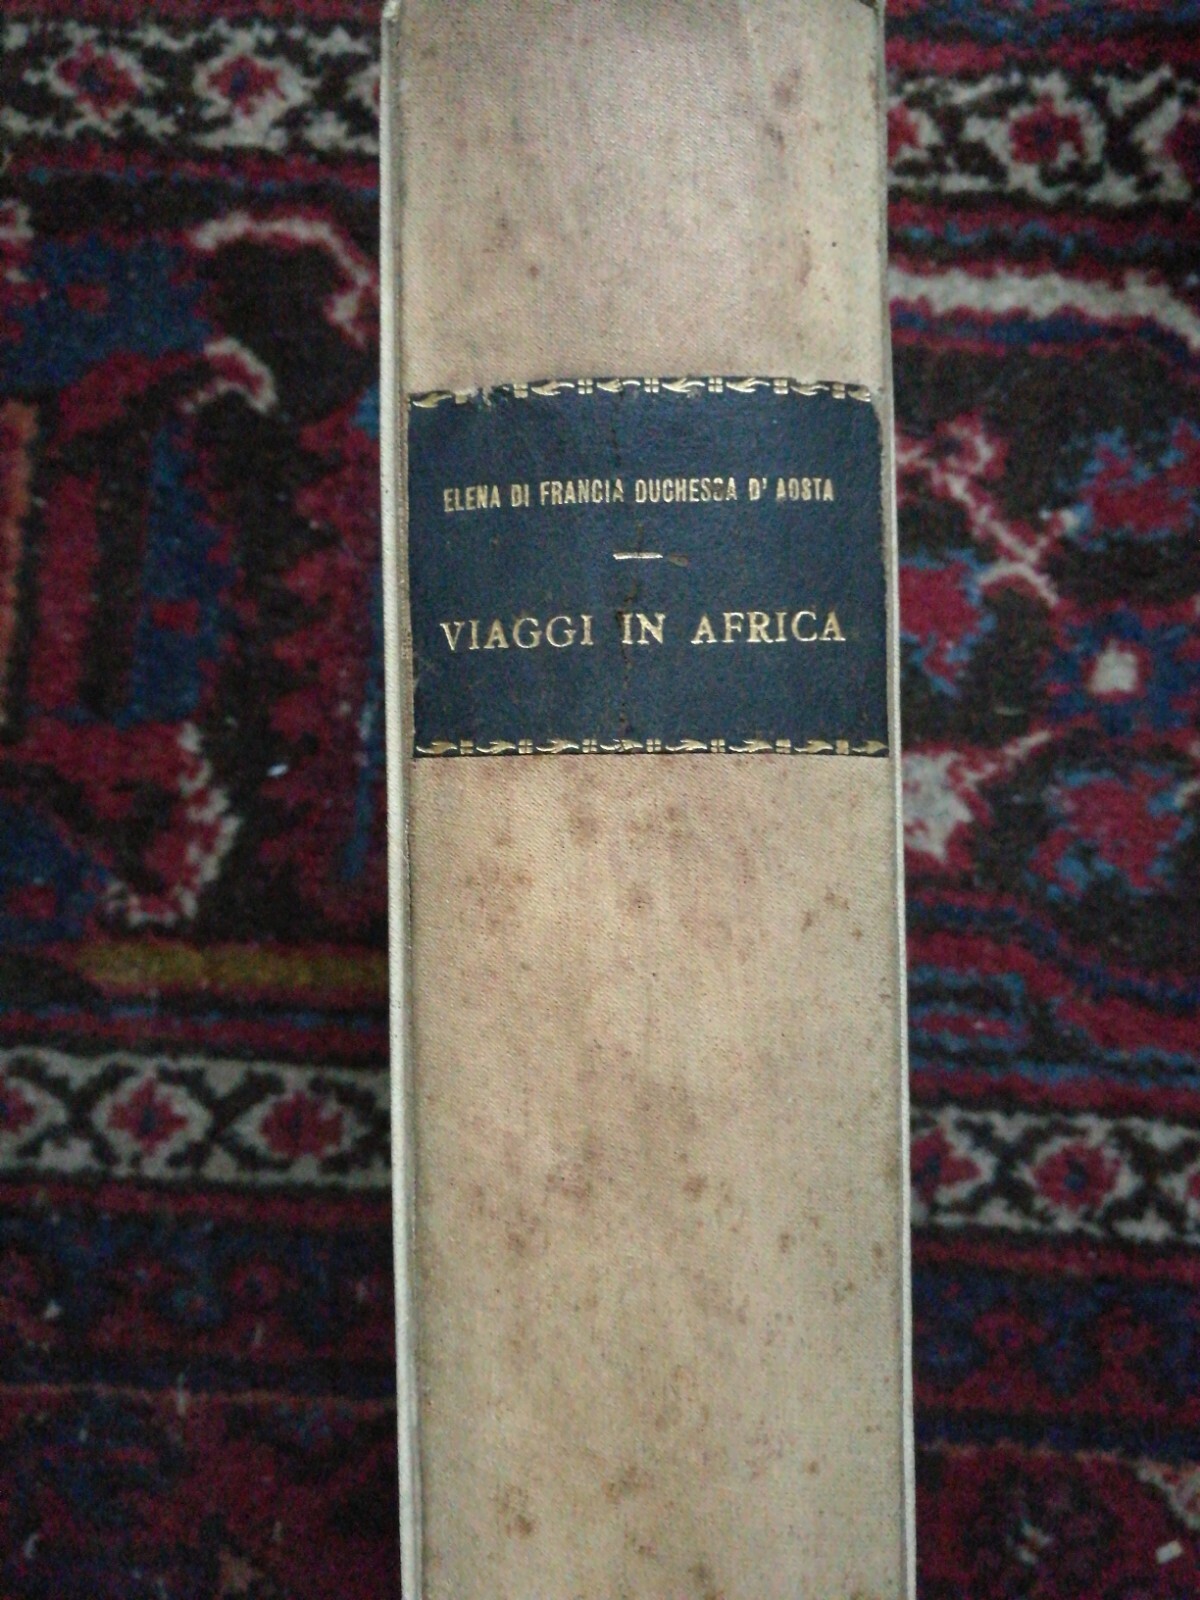 ELENA DI FRANCIA DUCHESSA D' AOSTA
VIAGGI IN AFRICA